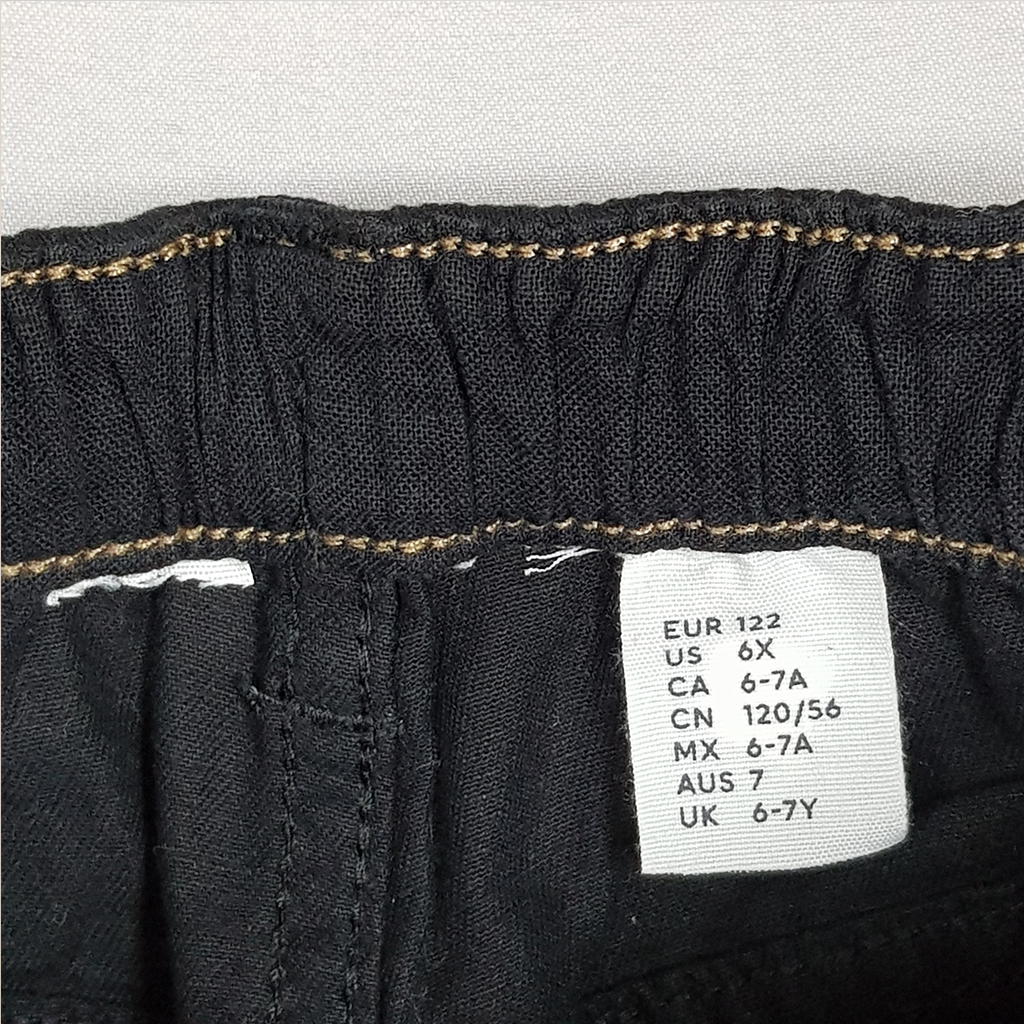 EUR 122
US 6X
CA 6-7A
CN 120/56
MX 6-7A
AUS 7
UK 6-7Y